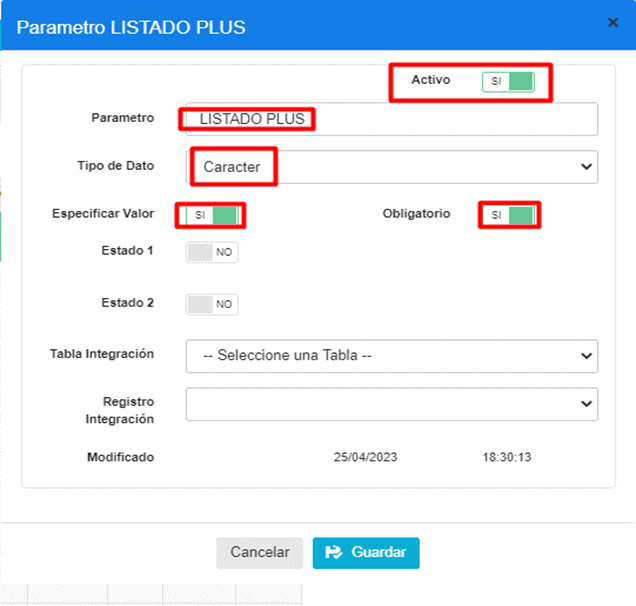 Parametro LISTADO PLUS ×
Activo SI
Parametro LISTADO PLUS
Tipo de Dato Caracter
Especificar Valor SI Obligatorio SI
Estado 1 NO
Estado 2 NO
Tabla Integración -- Seleccione una Tabla --
Registro
Integración
Modificado 25/04/2023 18:30:13
Cancelar Guardar